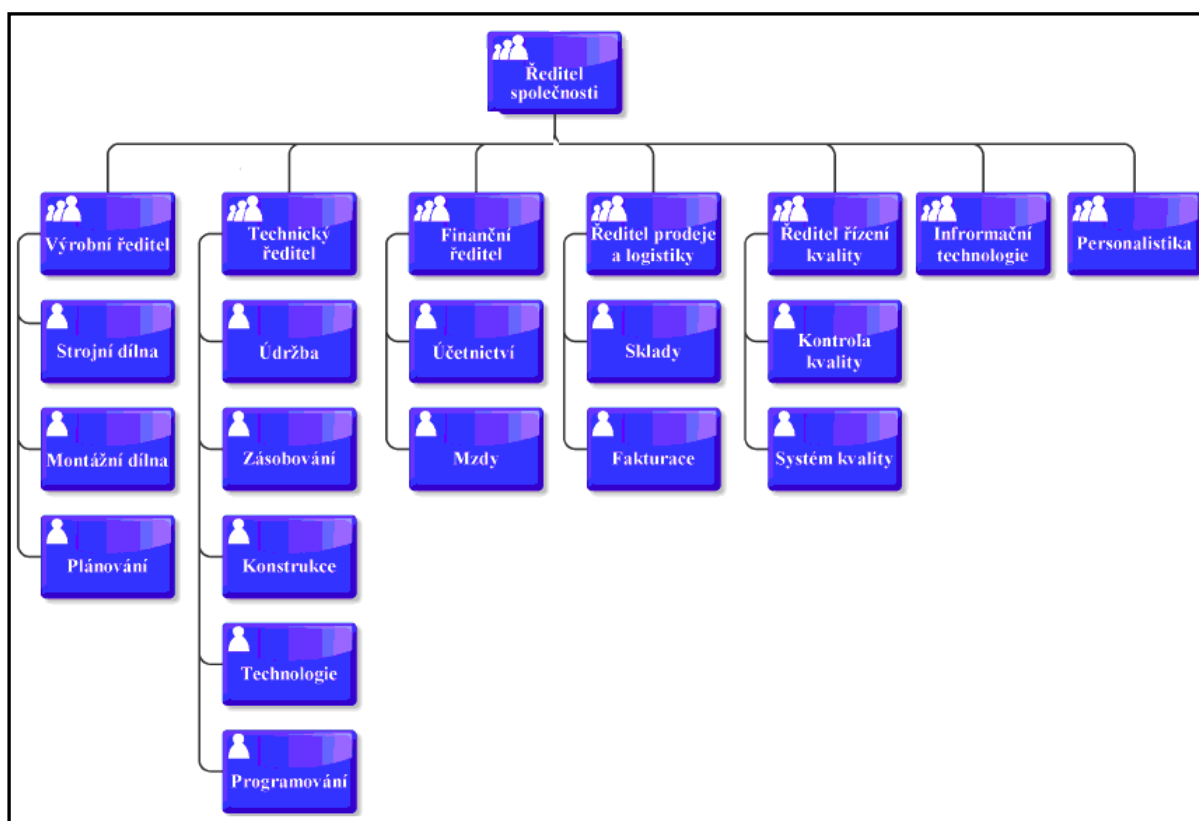 Ředitel
společnosti
Výrobní ředitel
Technický
ředitel
Finanční
ředitel
Ředitel prodeje
a logistiky
Ředitel řízení
kvality
Infrormační
technologie
Personalistika
Strojní dílna
Údržba
Účetnictví
Sklady
Kontrola
kvality
Montážní dílna
Zásobování
Mzdy
Fakturace
Systém kvality
Plánování
Konstrukce
Technologie
Programování